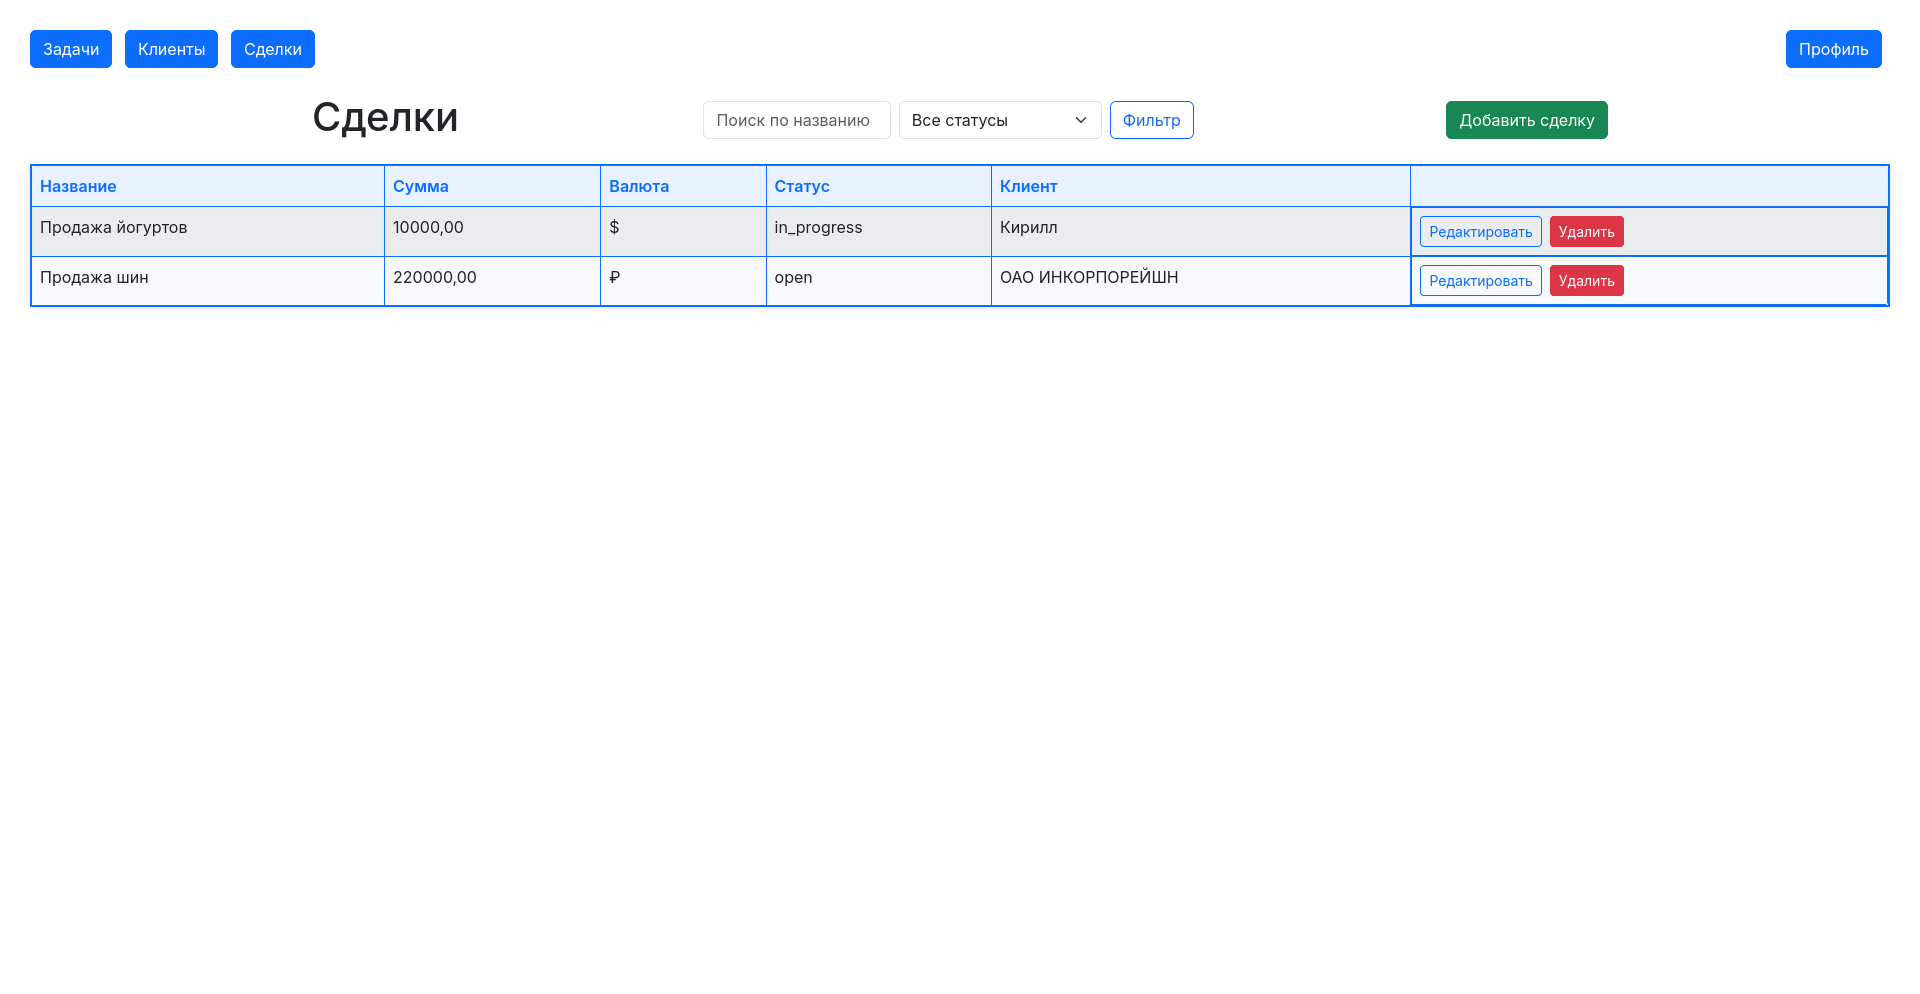 Задачи Клиенты Сделки Профиль
Сделки Поиск по названию Все статусы Фильтр Добавить сделку
Название Сумма Валюта Статус Клиент
Продажа йогуртов 10000,00 $ in_progress Кирилл Редактировать Удалить
Продажа шин 220000,00 ₽ open ОАО ИНКОРПОРЕЙШН Редактировать Удалить